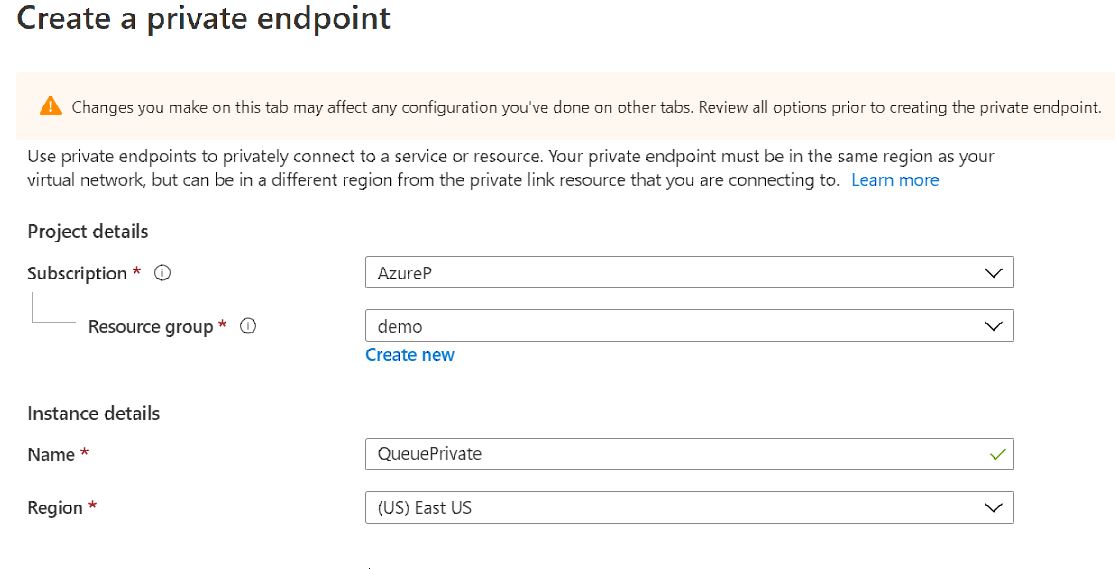 Create a private endpoint
Changes you make on this tab may affect any configuration you've done on other tabs. Review all options prior to creating the private endpoint.
Use private endpoints to privately connect to a service or resource. Your private endpoint must be in the same region as your
virtual network, but can be in a different region from the private link resource that you are connecting to. Learn more
Project details
Subscription * AzureP
Resource group * demo
Create new
Instance details
Name * QueuePrivate
Region * (US) East US